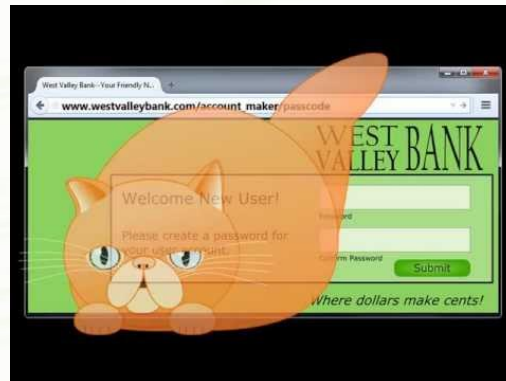 West Valley Bank--Your Friendly N...
www.westvalleybank.com/account_maker/passcode
WEST VALLEY BANK
Welcome New User!
Please create a password for
your user account.
Password
Confirm Password
Submit
Where dollars make cents!